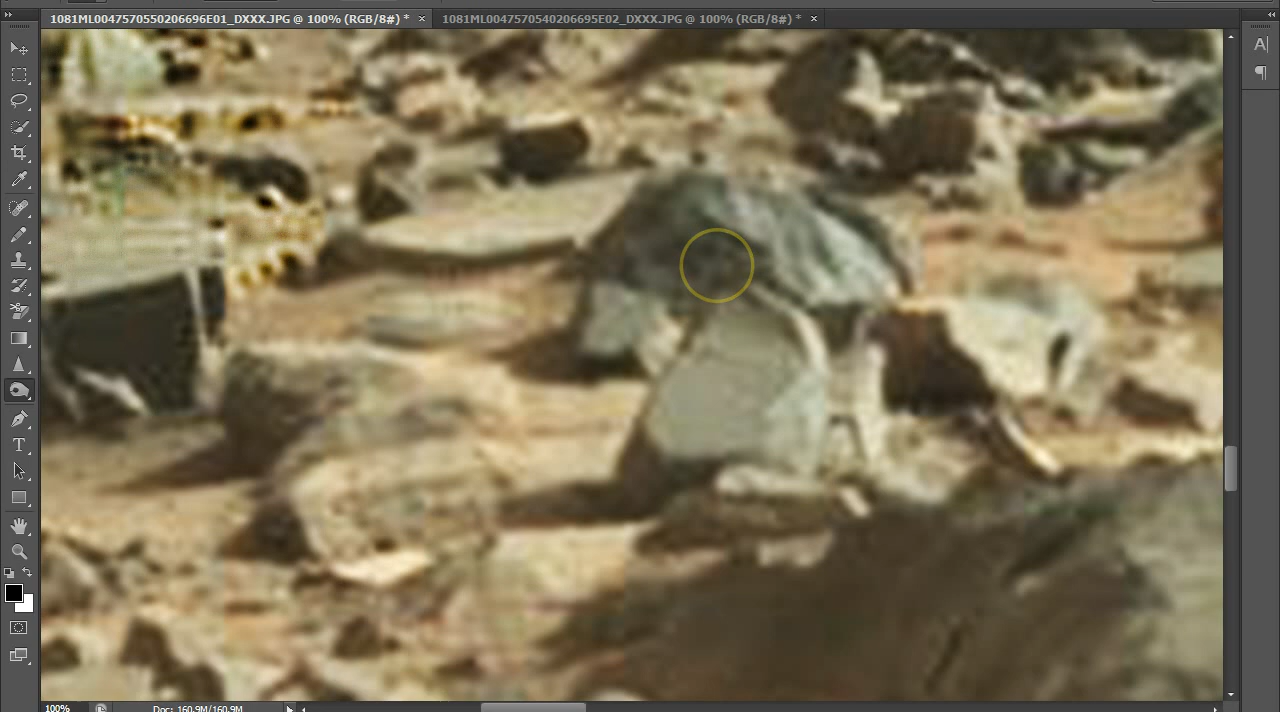 1081ML0047570550206696E01_DXXX.JPG @ 100% (RGB/8#) * ×
1081ML0047570540206695E02_DXXX.JPG @ 100% (RGB/8#) * ×
100%
Doc: 160.9M/160.9M